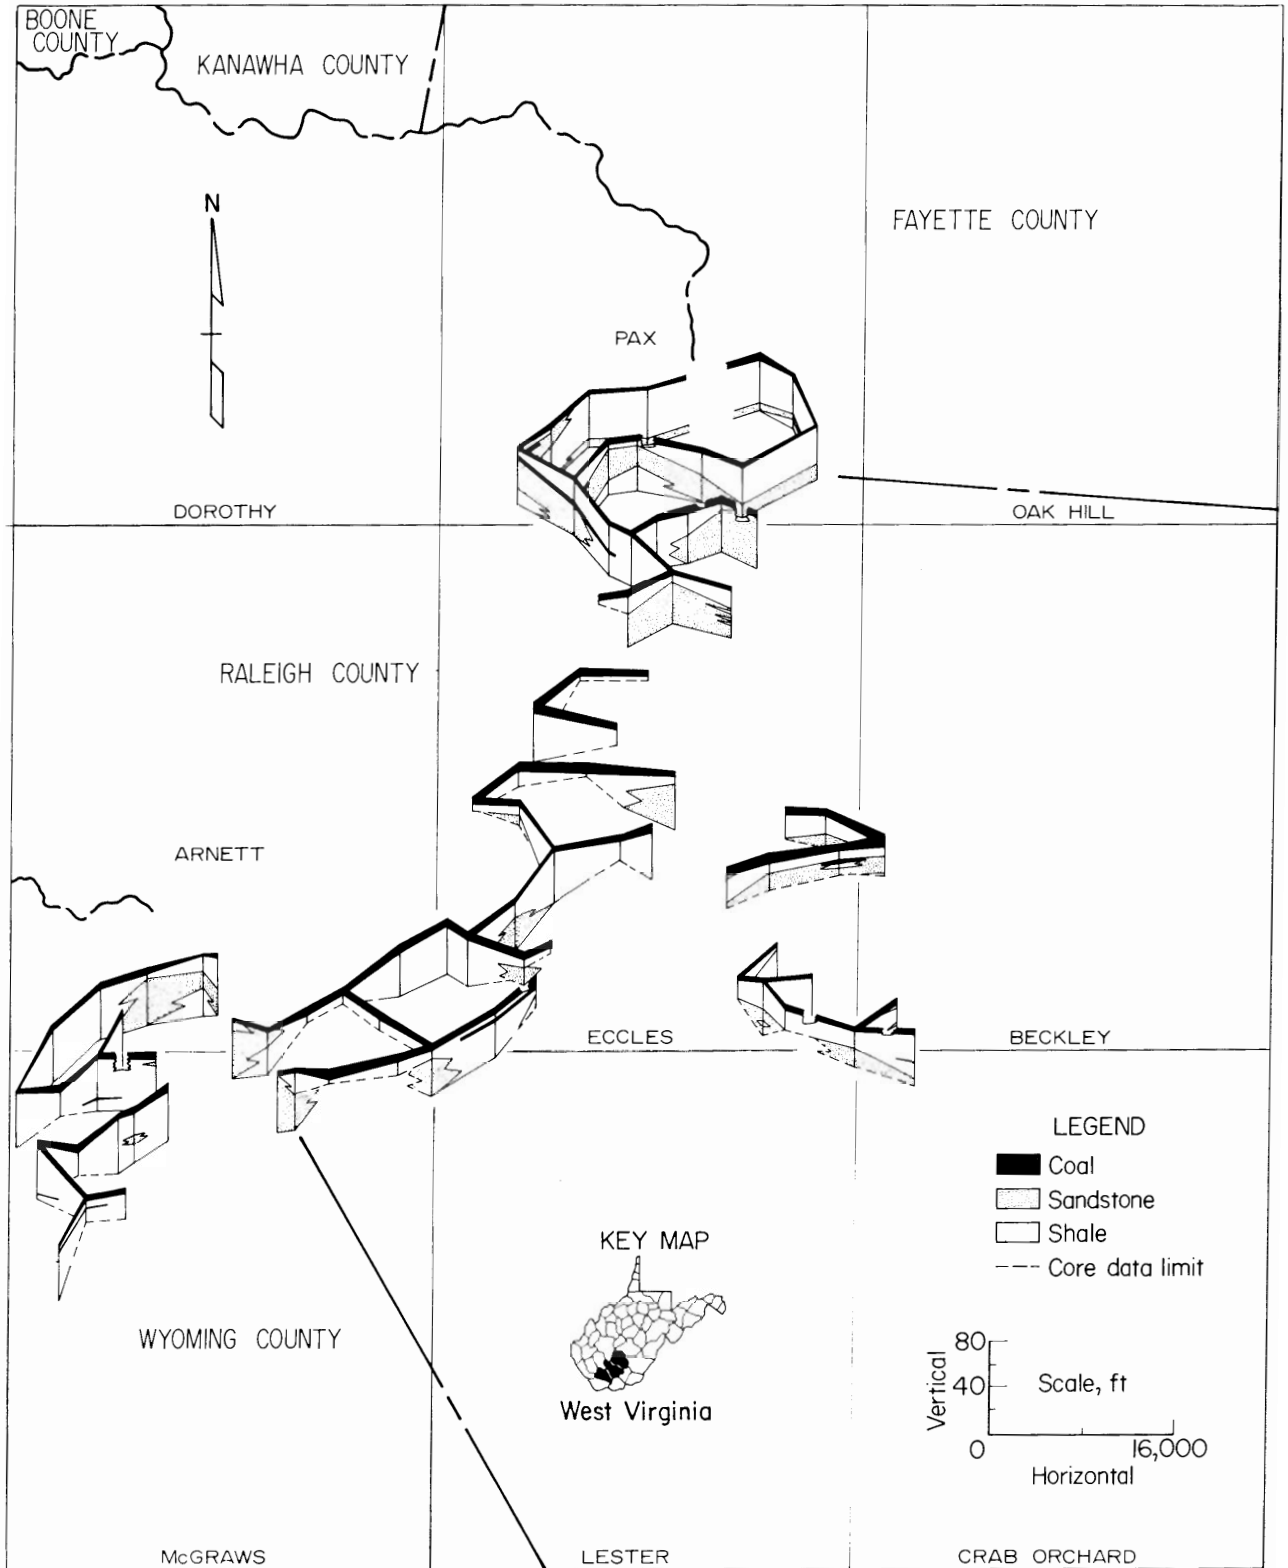 BOONE
COUNTY
KANAWHA COUNTY
N
FAYETTE COUNTY
PAX
DOROTHY
OAK HILL
RALEIGH COUNTY
ARNETT
ECCLES
BECKLEY
LEGEND
Coal
Sandstone
Shale
Core data limit
KEY MAP
West Virginia
WYOMING COUNTY
80
40
0
Vertical
Scale, ft
16,000
Horizontal
McGRAWS
LESTER
CRAB ORCHARD